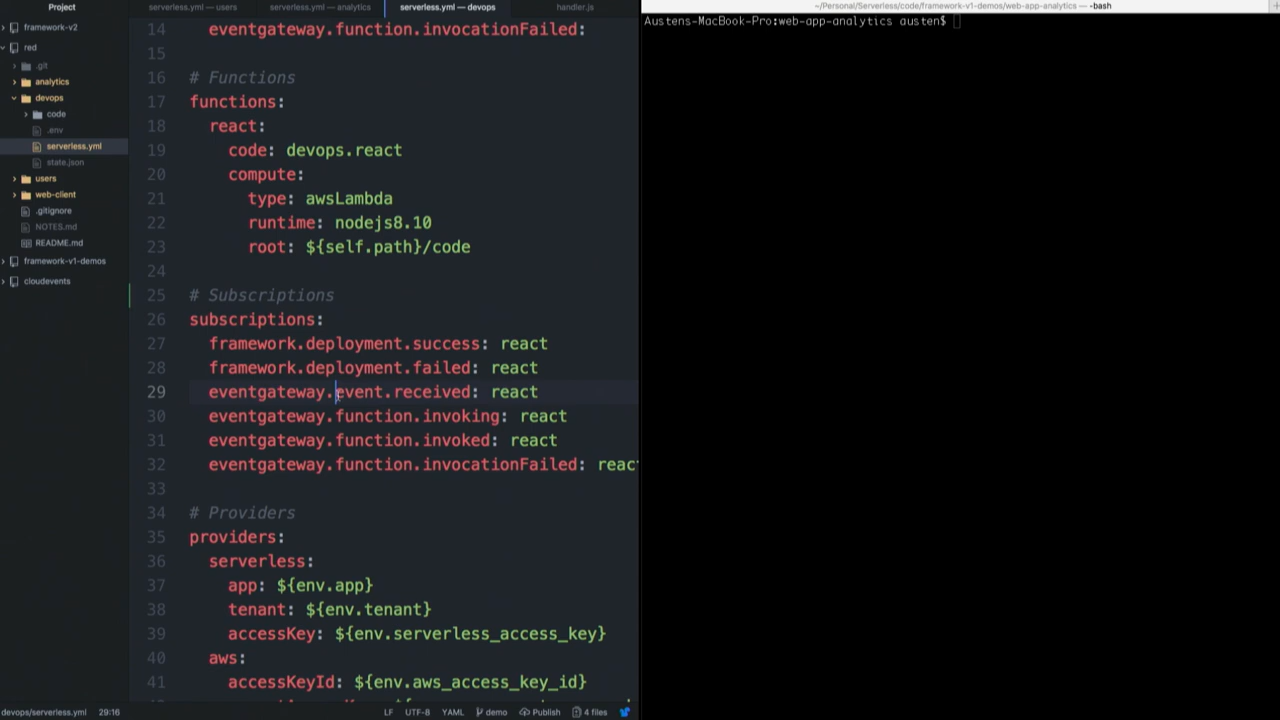 Project
serverless.yml — users
serverless.yml — analytics
serverless.yml — devops
handler.js
~/Personal/Serverless/code/framework-v1-demos/web-app-analytics — -bash
framework-v2
red
.git
analytics
devops
code
.env
serverless.yml
state.json
users
web-client
.gitignore
NOTES.md
README.md
framework-v1-demos
cloudevents
14 eventgateway.function.invocationFailed:
15
16 # Functions
17 functions:
18 react:
19 code: devops.react
20 compute:
21 type: awsLambda
22 runtime: nodejs8.10
23 root: ${self.path}/code
24
25 # Subscriptions
26 subscriptions:
27 framework.deployment.success: react
28 framework.deployment.failed: react
29 eventgateway.event.received: react
30 eventgateway.function.invoking: react
31 eventgateway.function.invoked: react
32 eventgateway.function.invocationFailed: reac
33
34 # Providers
35 providers:
36 serverless:
37 app: ${env.app}
38 tenant: ${env.tenant}
39 accessKey: ${env.serverless_access_key}
40 aws:
41 accessKeyId: ${env.aws_access_key_id}
devops/serverless.yml 29:16
LF UTF-8 YAML demo Publish 4 files
Austens-MacBook-Pro:web-app-analytics austen$